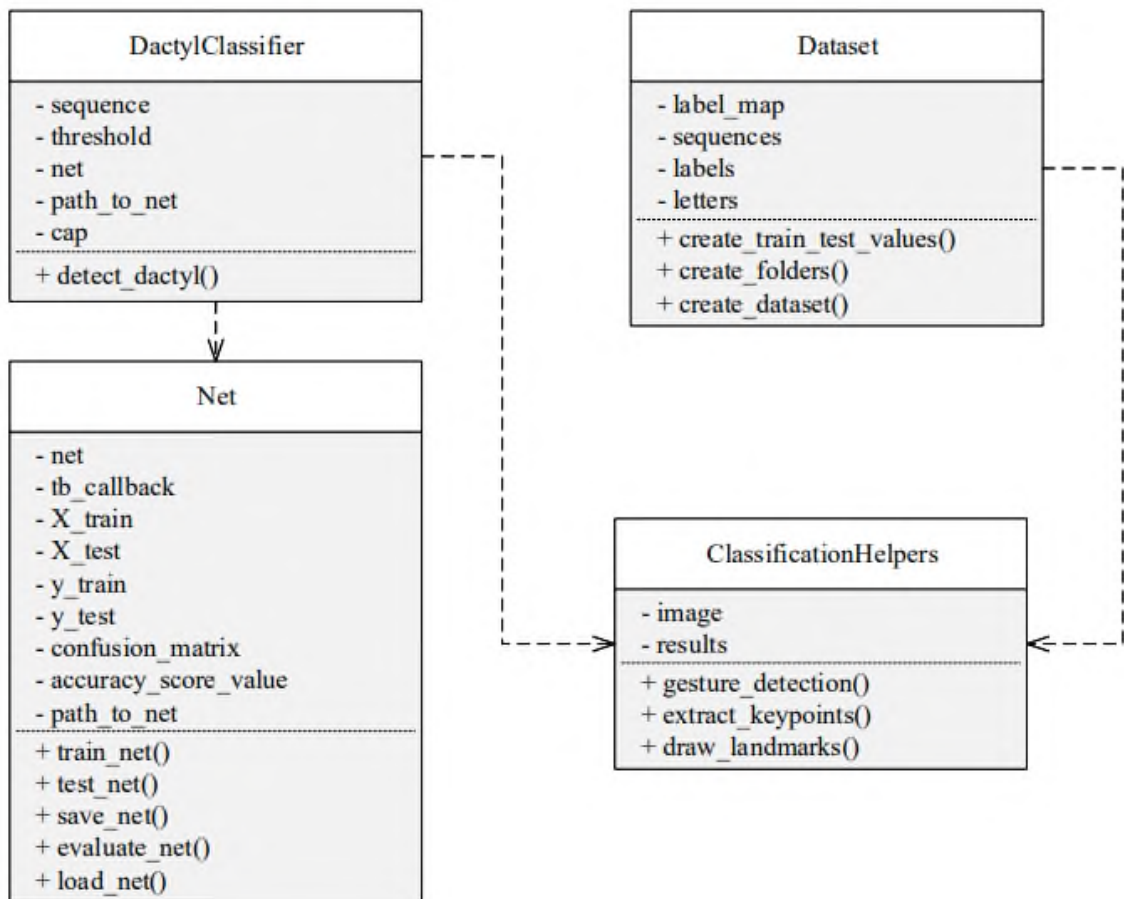 DactylClassifier
- sequence
- threshold
- net
- path_to_net
- cap
+ detect_dactyl()
Dataset
- label_map
- sequences
- labels
- letters
+ create_train_test_values()
+ create_folders()
+ create_dataset()
Net
- net
- tb_callback
- X_train
- X_test
- y_train
- y_test
- confusion_matrix
- accuracy_score_value
- path_to_net
+ train_net()
+ test_net()
+ save_net()
+ evaluate_net()
+ load_net()
ClassificationHelpers
- image
- results
+ gesture_detection()
+ extract_keypoints()
+ draw_landmarks()